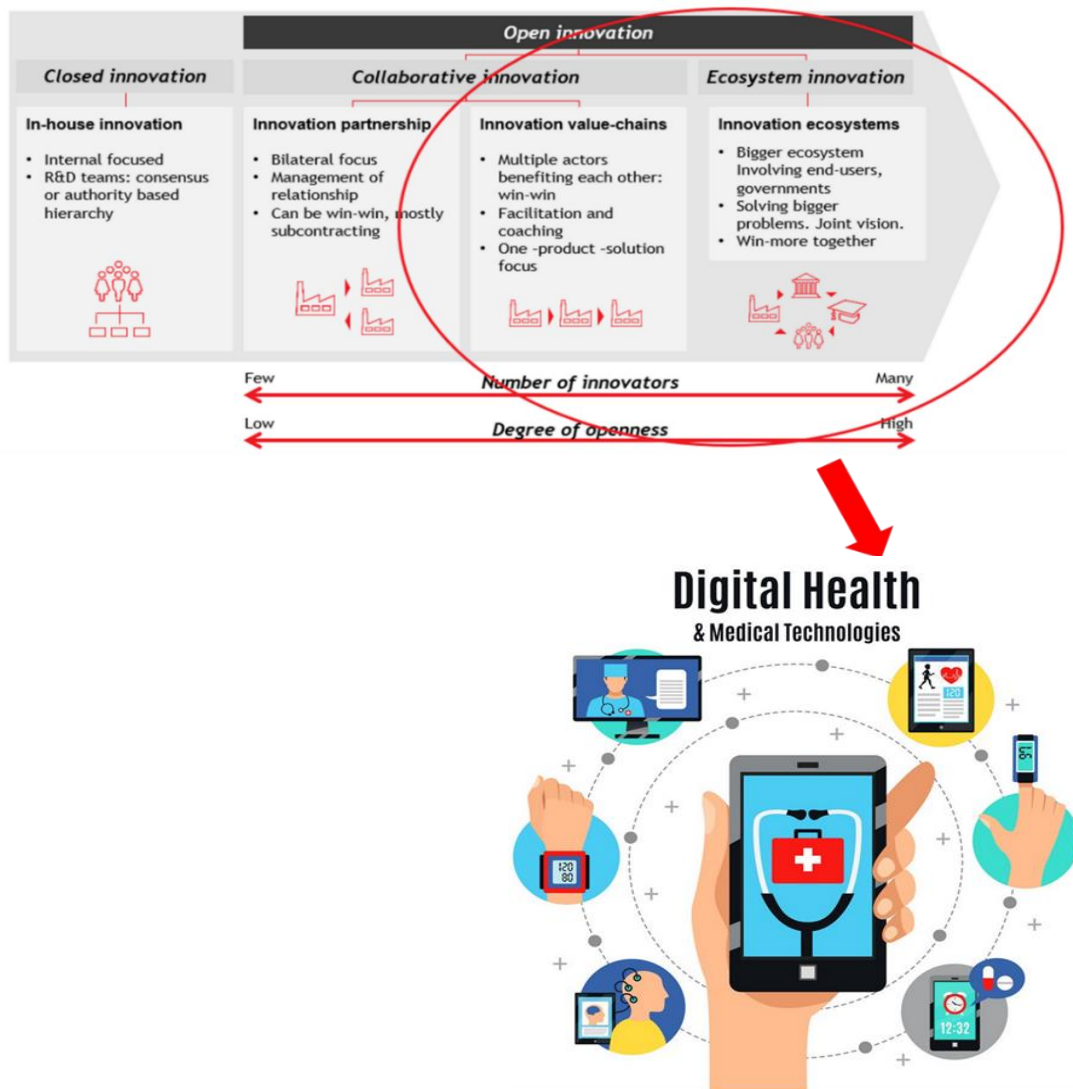 Open innovation
Closed innovation
Collaborative innovation
Ecosystem innovation
In-house innovation
• Internal focused
• R&D teams: consensus
or authority based
hierarchy
Innovation partnership
• Bilateral focus
• Management of
relationship
• Can be win-win, mostly
subcontracting
Innovation value-chains
• Multiple actors
benefiting each other:
win-win
• Facilitation and
coaching
• One -product -solution
focus
Innovation ecosystems
• Bigger ecosystem
Involving end-users,
governments
• Solving bigger
problems. Joint vision.
• Win-more together
Few
Number of innovators
Many
Low
Degree of openness
High
Digital Health
& Medical Technologies
120
120
80
12:32